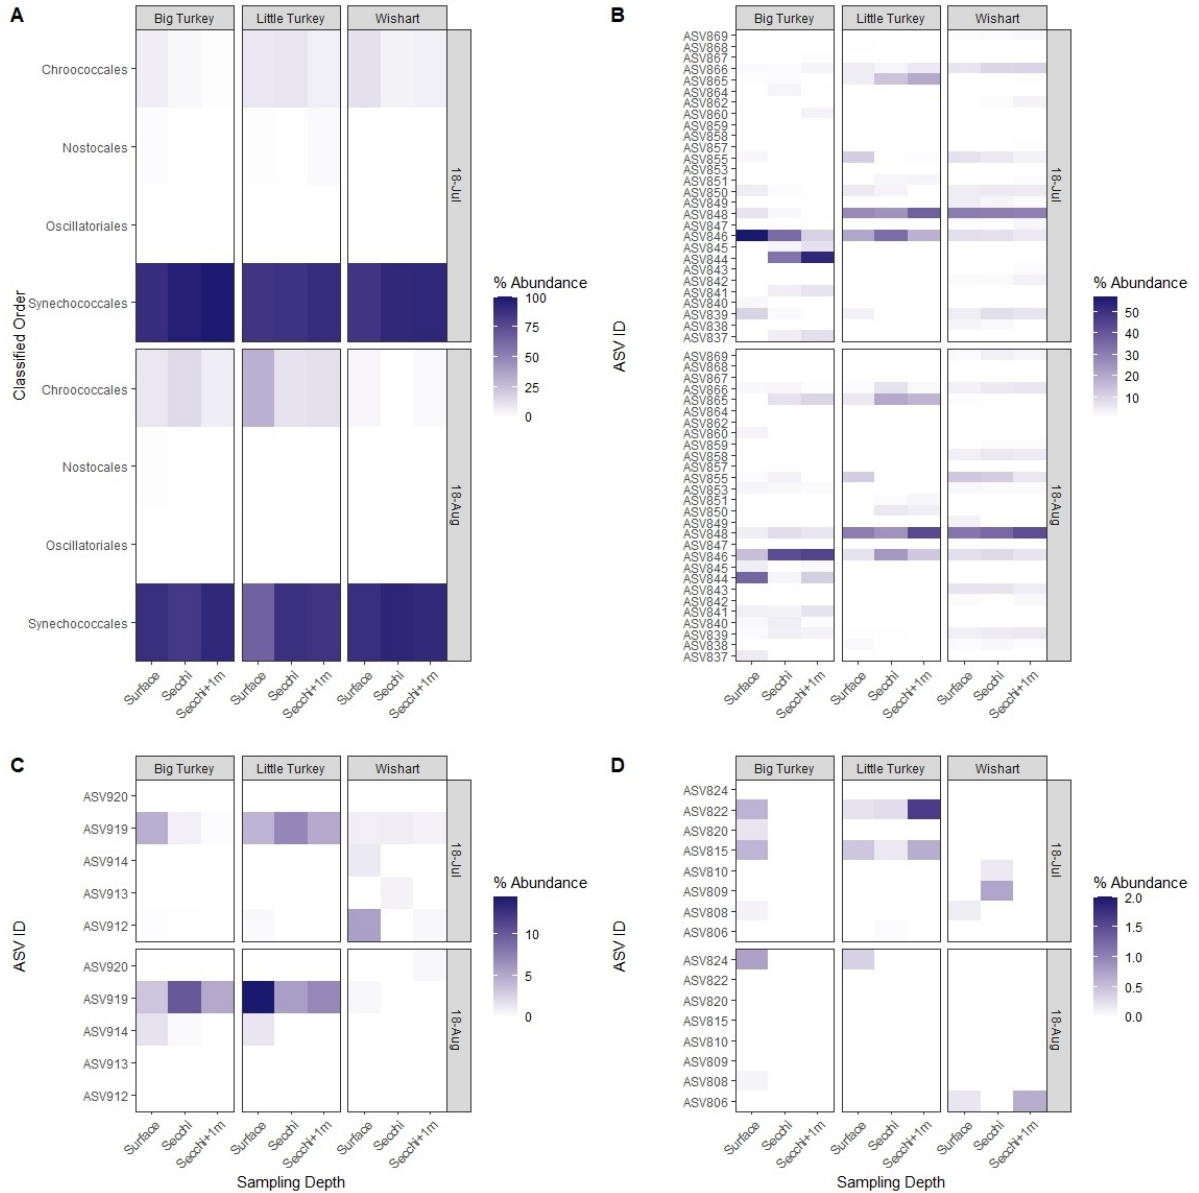 A
Big Turkey Little Turkey Wishart
Classified Order
Chroococcales
Nostocales
Oscillatoriales
Synechococcales
18-Jul
Chroococcales
Nostocales
Oscillatoriales
Synechococcales
18-Aug
Surface Secchi Secchi+1m Surface Secchi Secchi+1m Surface Secchi Secchi+1m
% Abundance
100
75
50
25
0
B
Big Turkey Little Turkey Wishart
ASV ID
ASV869
ASV868
ASV867
ASV866
ASV865
ASV864
ASV862
ASV860
ASV859
ASV858
ASV857
ASV855
ASV853
ASV851
ASV850
ASV849
ASV848
ASV847
ASV846
ASV845
ASV844
ASV843
ASV842
ASV841
ASV840
ASV839
ASV838
ASV837
18-Jul
ASV869
ASV868
ASV867
ASV866
ASV865
ASV864
ASV862
ASV860
ASV859
ASV858
ASV857
ASV855
ASV853
ASV851
ASV850
ASV849
ASV848
ASV847
ASV846
ASV845
ASV844
ASV843
ASV842
ASV841
ASV840
ASV839
ASV838
ASV837
18-Aug
Surface Secchi Secchi+1m Surface Secchi Secchi+1m Surface Secchi Secchi+1m
% Abundance
50
40
30
20
10
C
Big Turkey Little Turkey Wishart
ASV ID
ASV920
ASV919
ASV914
ASV913
ASV912
18-Jul
ASV920
ASV919
ASV914
ASV913
ASV912
18-Aug
Surface Secchi Secchi+1m Surface Secchi Secchi+1m Surface Secchi Secchi+1m
Sampling Depth
% Abundance
10
5
0
D
Big Turkey Little Turkey Wishart
ASV ID
ASV824
ASV822
ASV820
ASV815
ASV810
ASV809
ASV808
ASV806
18-Jul
ASV824
ASV822
ASV820
ASV815
ASV810
ASV809
ASV808
ASV806
18-Aug
Surface Secchi Secchi+1m Surface Secchi Secchi+1m Surface Secchi Secchi+1m
Sampling Depth
% Abundance
2.0
1.5
1.0
0.5
0.0